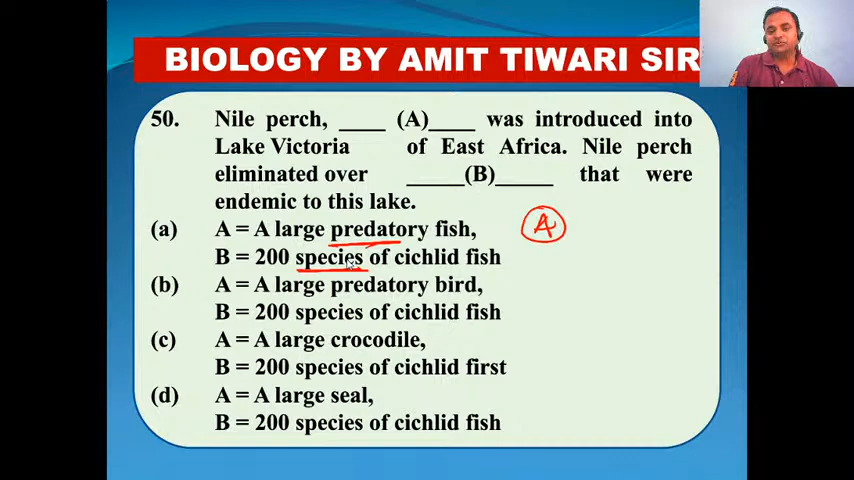 BIOLOGY BY AMIT TIWARI SIR
50. Nile perch, ____ (A)____ was introduced into
Lake Victoria of East Africa. Nile perch
eliminated over _____(B)_____ that were
endemic to this lake.
(a) A = A large predatory fish,
A
B = 200 species of cichlid fish
(b) A = A large predatory bird,
B = 200 species of cichlid fish
(c) A = A large crocodile,
B = 200 species of cichlid first
(d) A = A large seal,
B = 200 species of cichlid fish